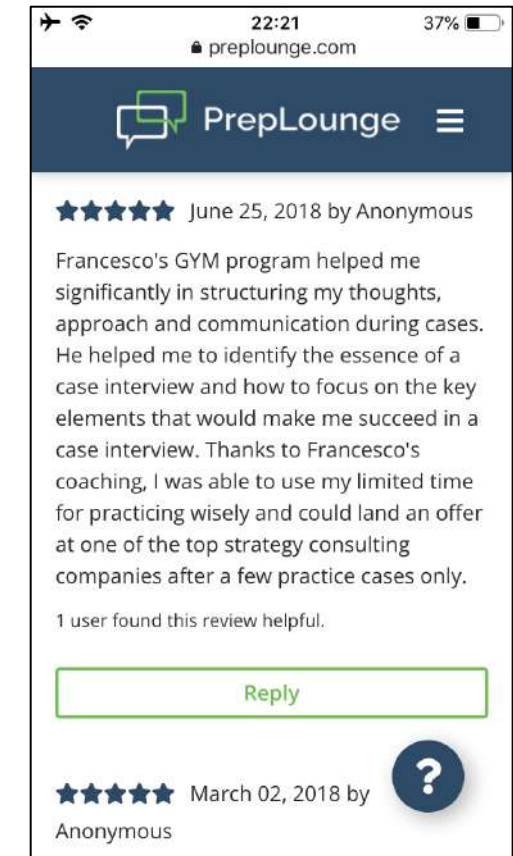 22:21
37%
preplounge.com
PrepLounge
June 25, 2018 by Anonymous
Francesco's GYM program helped me
significantly in structuring my thoughts,
approach and communication during cases.
He helped me to identify the essence of a
case interview and how to focus on the key
elements that would make me succeed in a
case interview. Thanks to Francesco's
coaching, I was able to use my limited time
for practicing wisely and could land an offer
at one of the top strategy consulting
companies after a few practice cases only.
1 user found this review helpful.
Reply
?
March 02, 2018 by
Anonymous